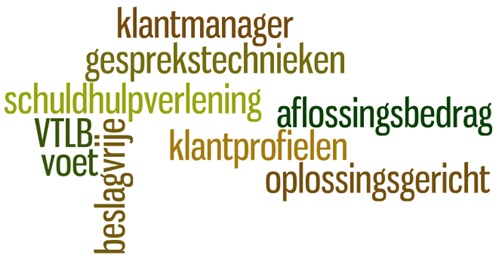 klantmanager
gesprekstechnieken
schuldhulpverlening
aflossingsbedrag
VTLB
klantprofielen
voet
beslagvrije
oplossingsgericht